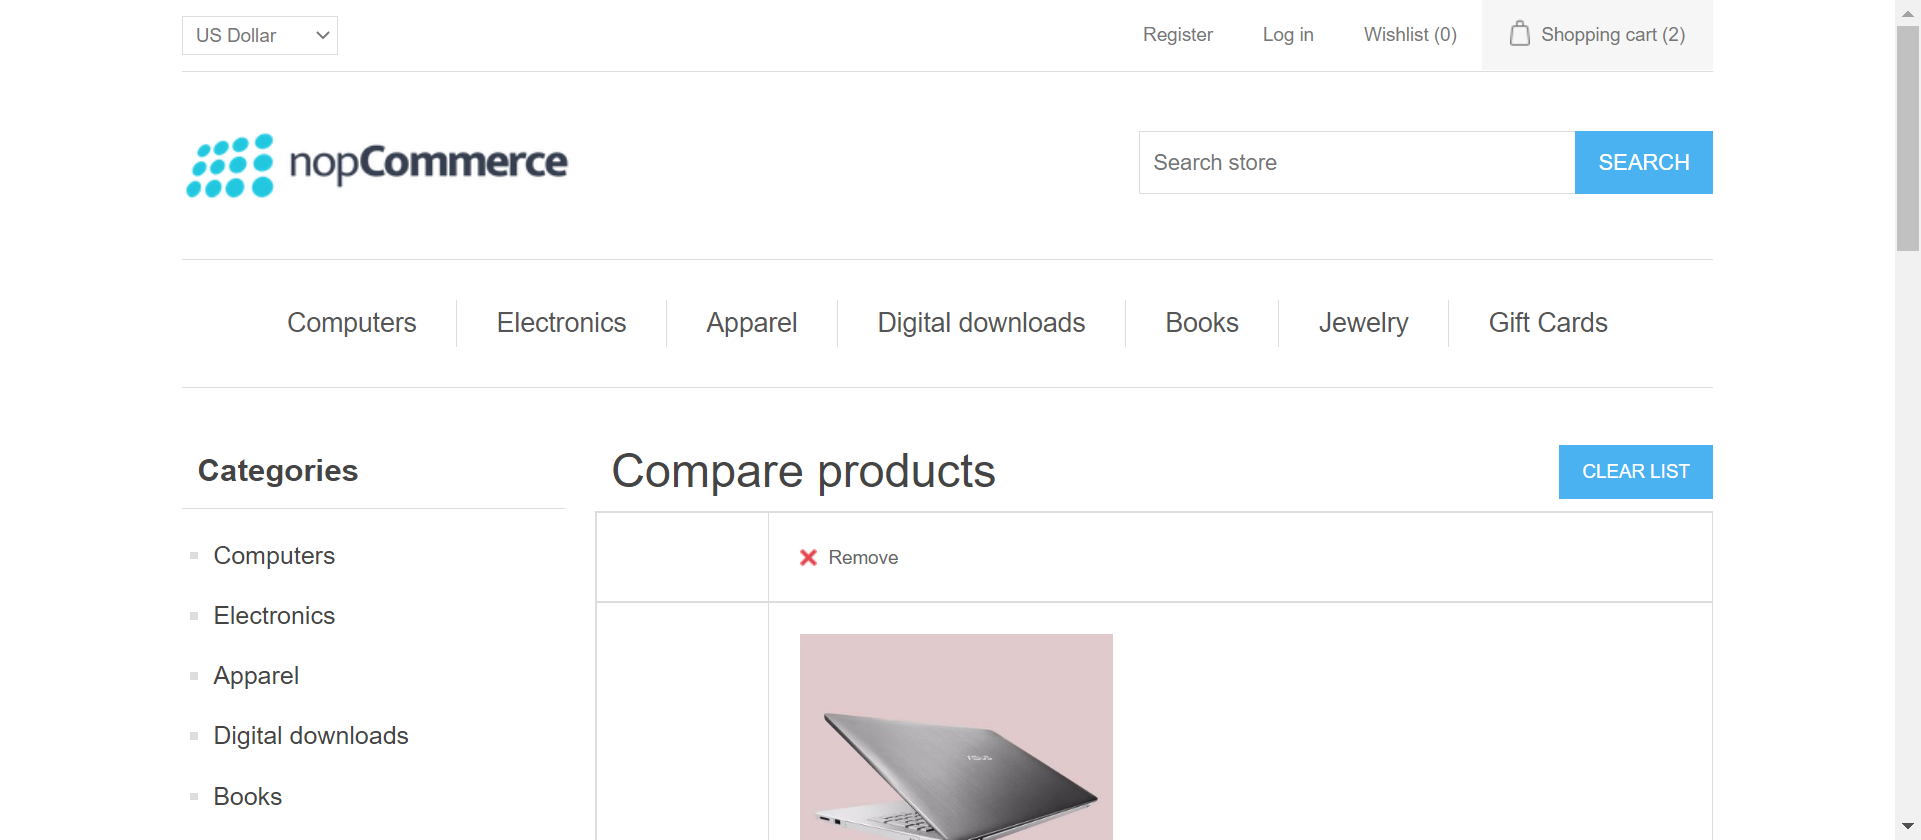 US Dollar
Register
Log in
Wishlist (0)
Shopping cart (2)
nopCommerce
Search store
SEARCH
Computers
Electronics
Apparel
Digital downloads
Books
Jewelry
Gift Cards
Categories
Computers
Electronics
Apparel
Digital downloads
Books
Compare products
CLEAR LIST
Remove
ASUS